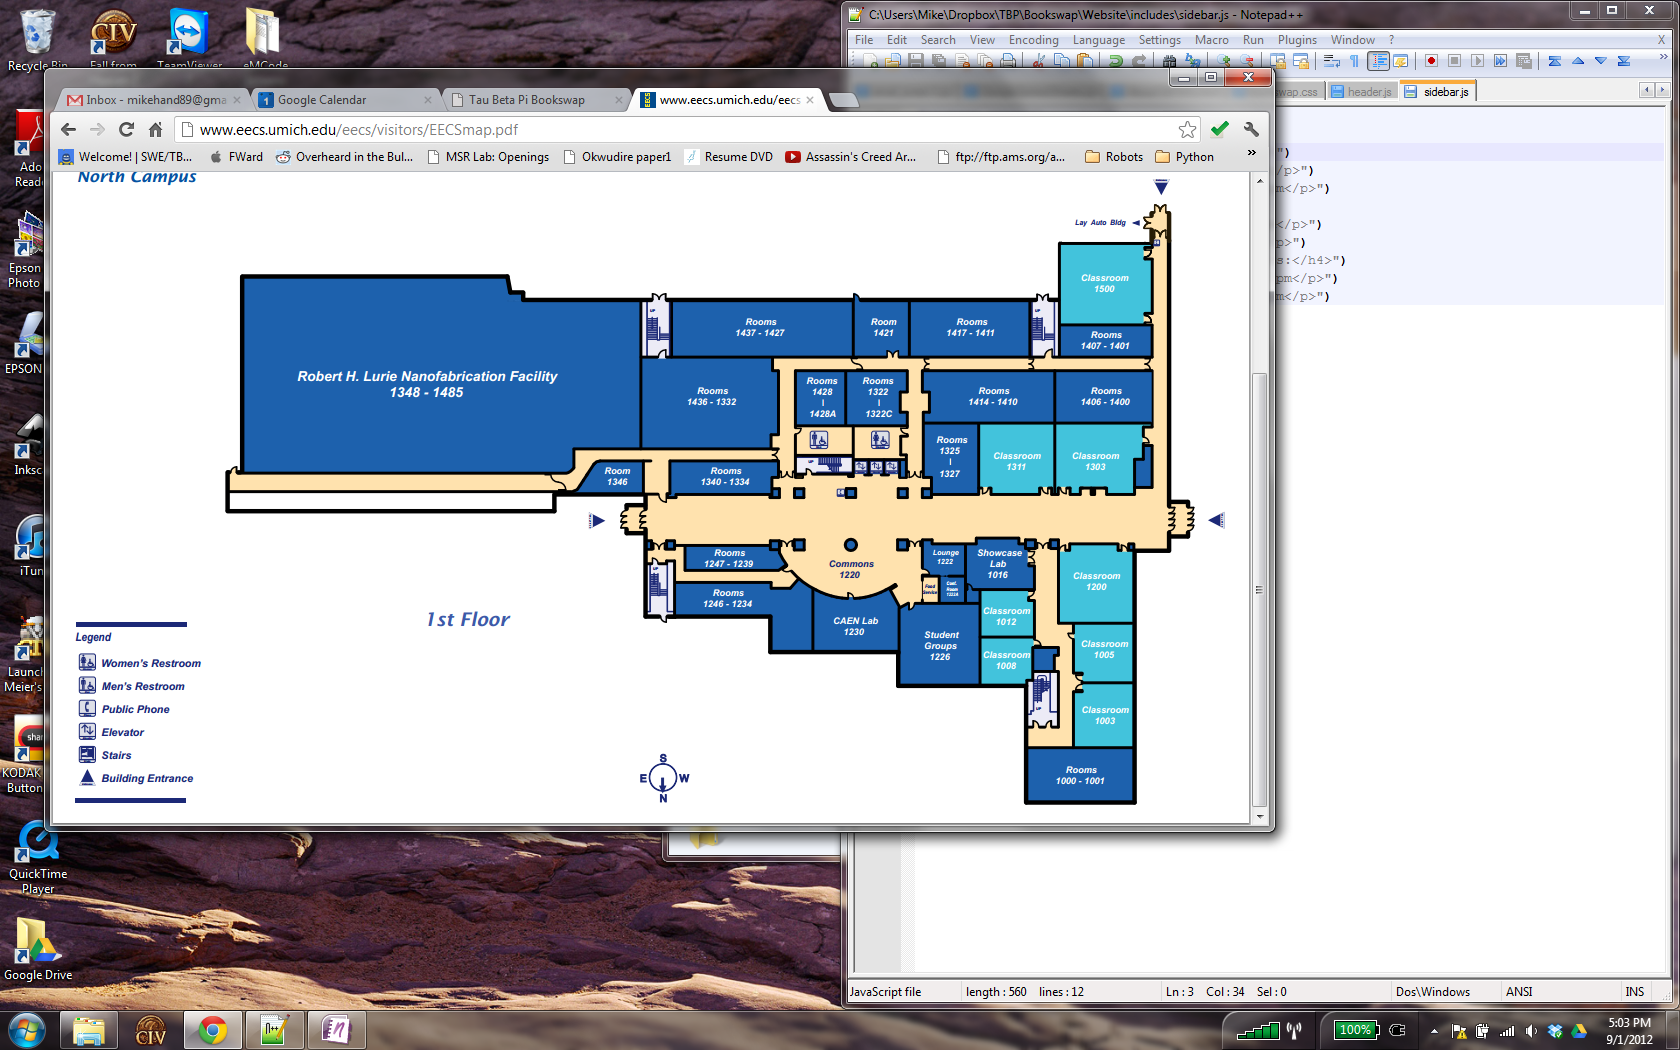 C:\Users\Mike\Dropbox\TBP\Bookswap\Website\includes\sidebar.js - Notepad++
File Edit Search View Encoding Language Settings Macro Run Plugins Window ? X
Recycle Bin
Fall from
TeamViewer
eMCode
header.js
sidebar.js
Inbox - mikehand89@gma
Google Calendar
Tau Beta Pi Bookswap
www.eecs.umich.edu/eecs
www.eecs.umich.edu/eecs/visitors/EECSmap.pdf
Welcome! | SWE/TB...
FWard
Overheard in the Bul...
MSR Lab: Openings
Okwudire paper1
Resume DVD
Assassin's Creed Ar...
ftp://ftp.ams.org/a...
Robots
Python
")
/p>")
m</p>")
</p>")
p>")
s:</h4>")
pm</p>")
m</p>")
North Campus
Lay Auto Bldg
Classroom
1500
Rooms
1437 - 1427
Room
1421
Rooms
1417 - 1411
Rooms
1407 - 1401
Robert H. Lurie Nanofabrication Facility
1348 - 1485
Rooms
1436 - 1332
Rooms
1428
|
1428A
Rooms
1322
|
1322C
Rooms
1414 - 1410
Rooms
1406 - 1400
Rooms
1325
|
1327
Classroom
1311
Classroom
1303
Room
1346
Rooms
1340 - 1334
UP
Rooms
1247 - 1239
Commons
1220
Lounge
1222
Showcase
Lab
1016
Classroom
1200
Food
Service
Conf.
Room
Rooms
1246 - 1234
CAEN Lab
1230
Student
Groups
1226
Classroom
1012
Classroom
1008
Classroom
1005
Classroom
1003
UP
Rooms
1000 - 1001
1st Floor
Legend
Women's Restroom
Men's Restroom
Public Phone
Elevator
Stairs
Building Entrance
S
E W
N
Ado
Reade
Epson
Photo
EPSON
Inksc
iTun
Launch
Meier's
shar
KODAK
Button
QuickTime
Player
Google Drive
JavaScript file
length : 560 lines : 12
Ln : 3 Col : 34 Sel : 0
Dos\Windows
ANSI
INS
CIV
100%
5:03 PM
9/1/2012